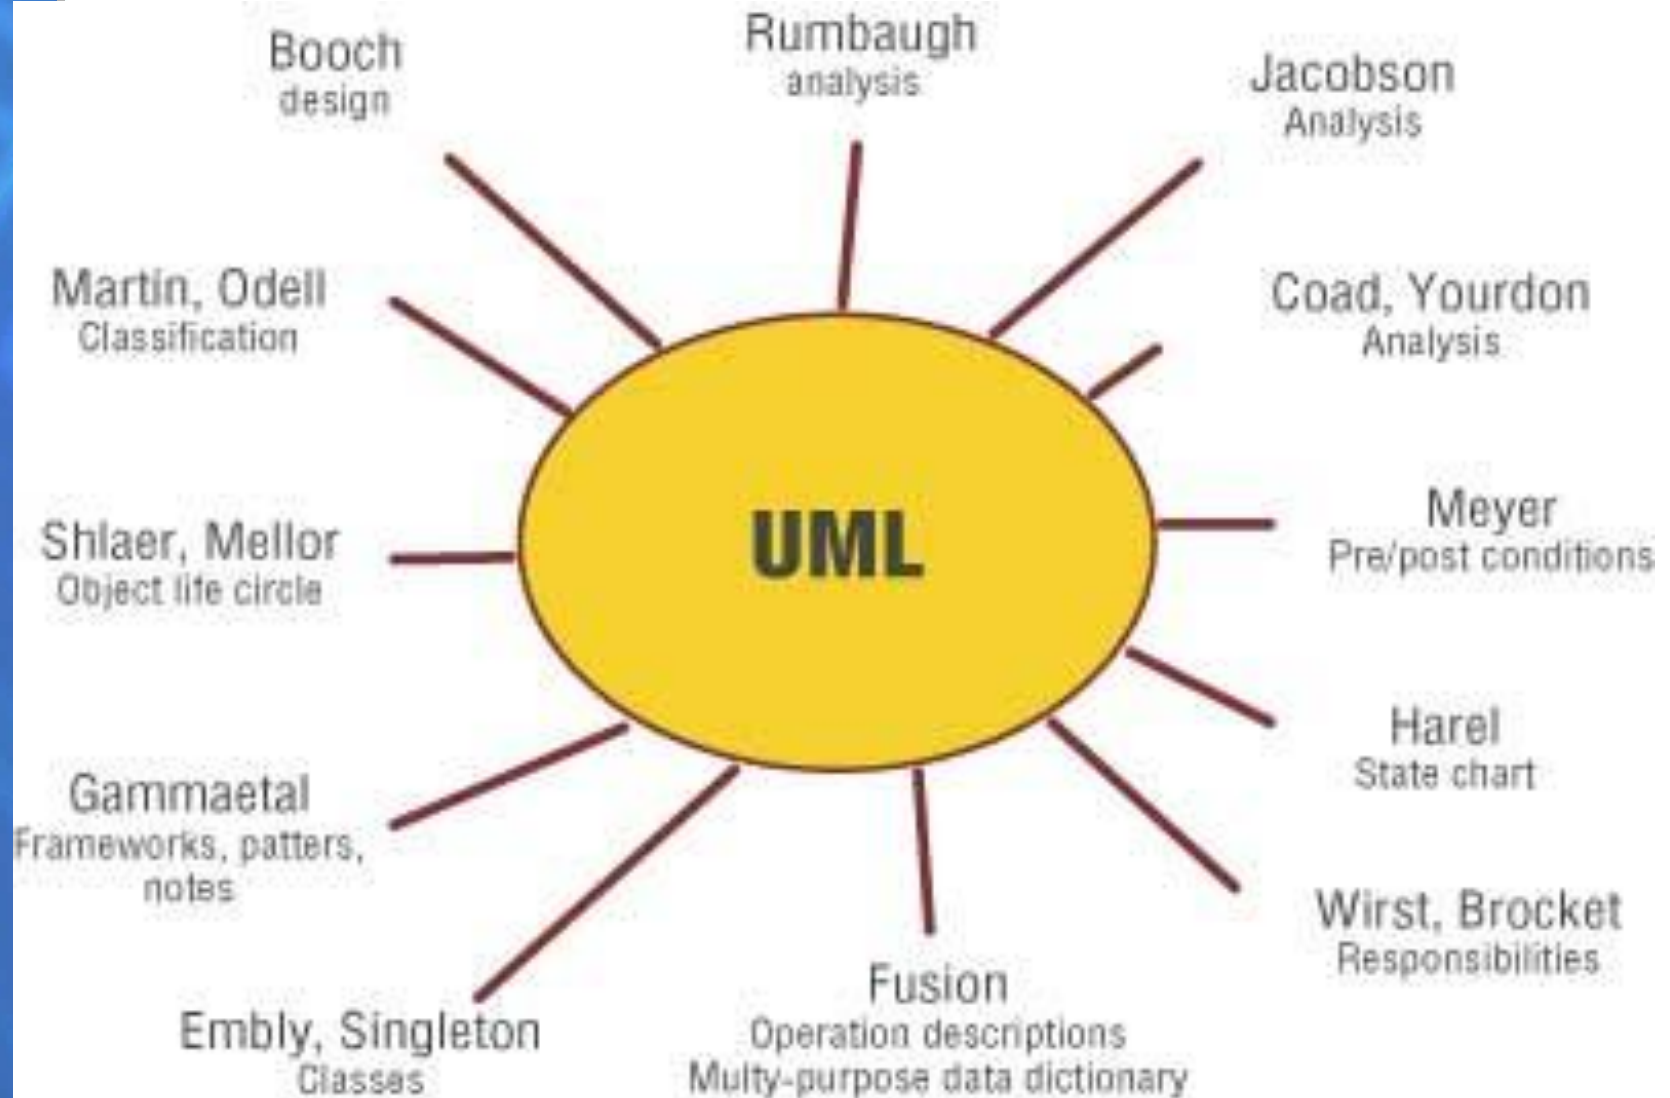 Booch
design
Rumbaugh
analysis
Jacobson
Analysis
Martin, Odell
Classification
Coad, Yourdon
Analysis
UML
Shlaer, Mellor
Object life circle
Meyer
Pre/post conditions
Gammaetal
Frameworks, patters,
notes
Harel
State chart
Wirst, Brocket
Responsibilities
Embly, Singleton
Classes
Fusion
Operation descriptions
Multy-purpose data dictionary